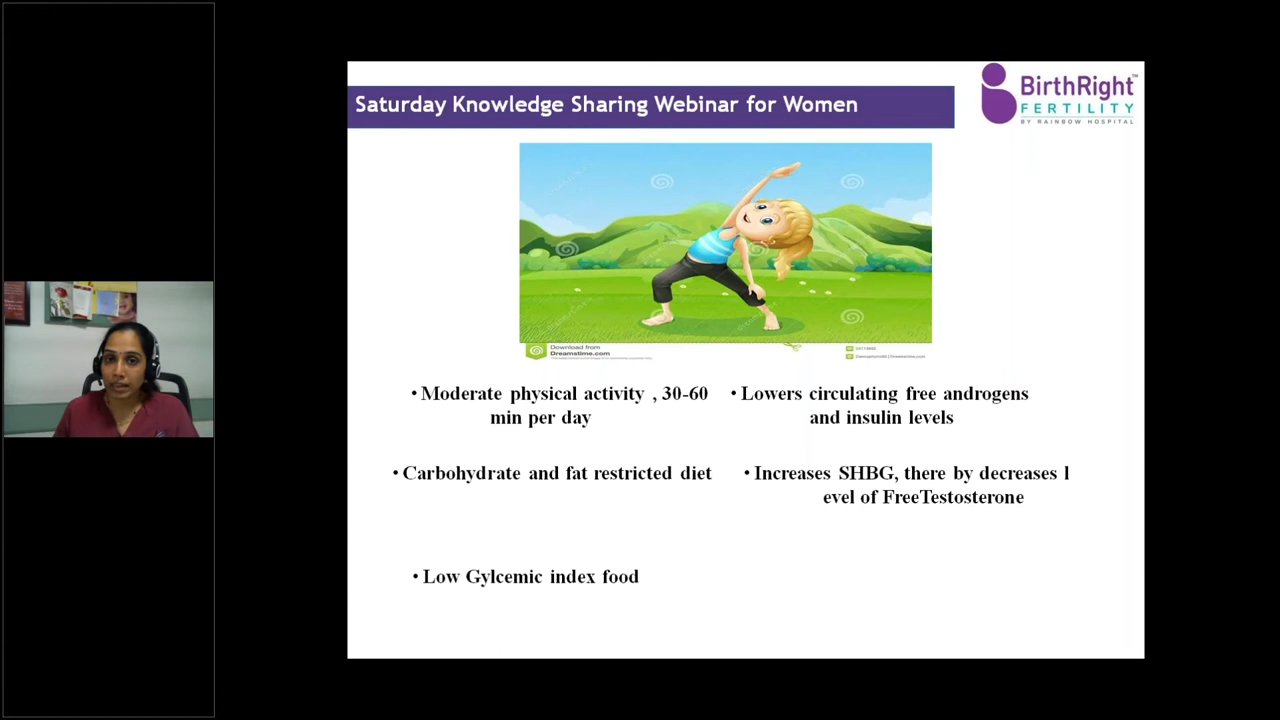 Saturday Knowledge Sharing Webinar for Women
BirthRight™
FERTILITY
BY RAINBOW HOSPITAL
Download from
Dreamstime.com
• Moderate physical activity , 30-60
min per day
• Lowers circulating free androgens
and insulin levels
• Carbohydrate and fat restricted diet
• Increases SHBG, there by decreases l
evel of FreeTestosterone
• Low Gylcemic index food